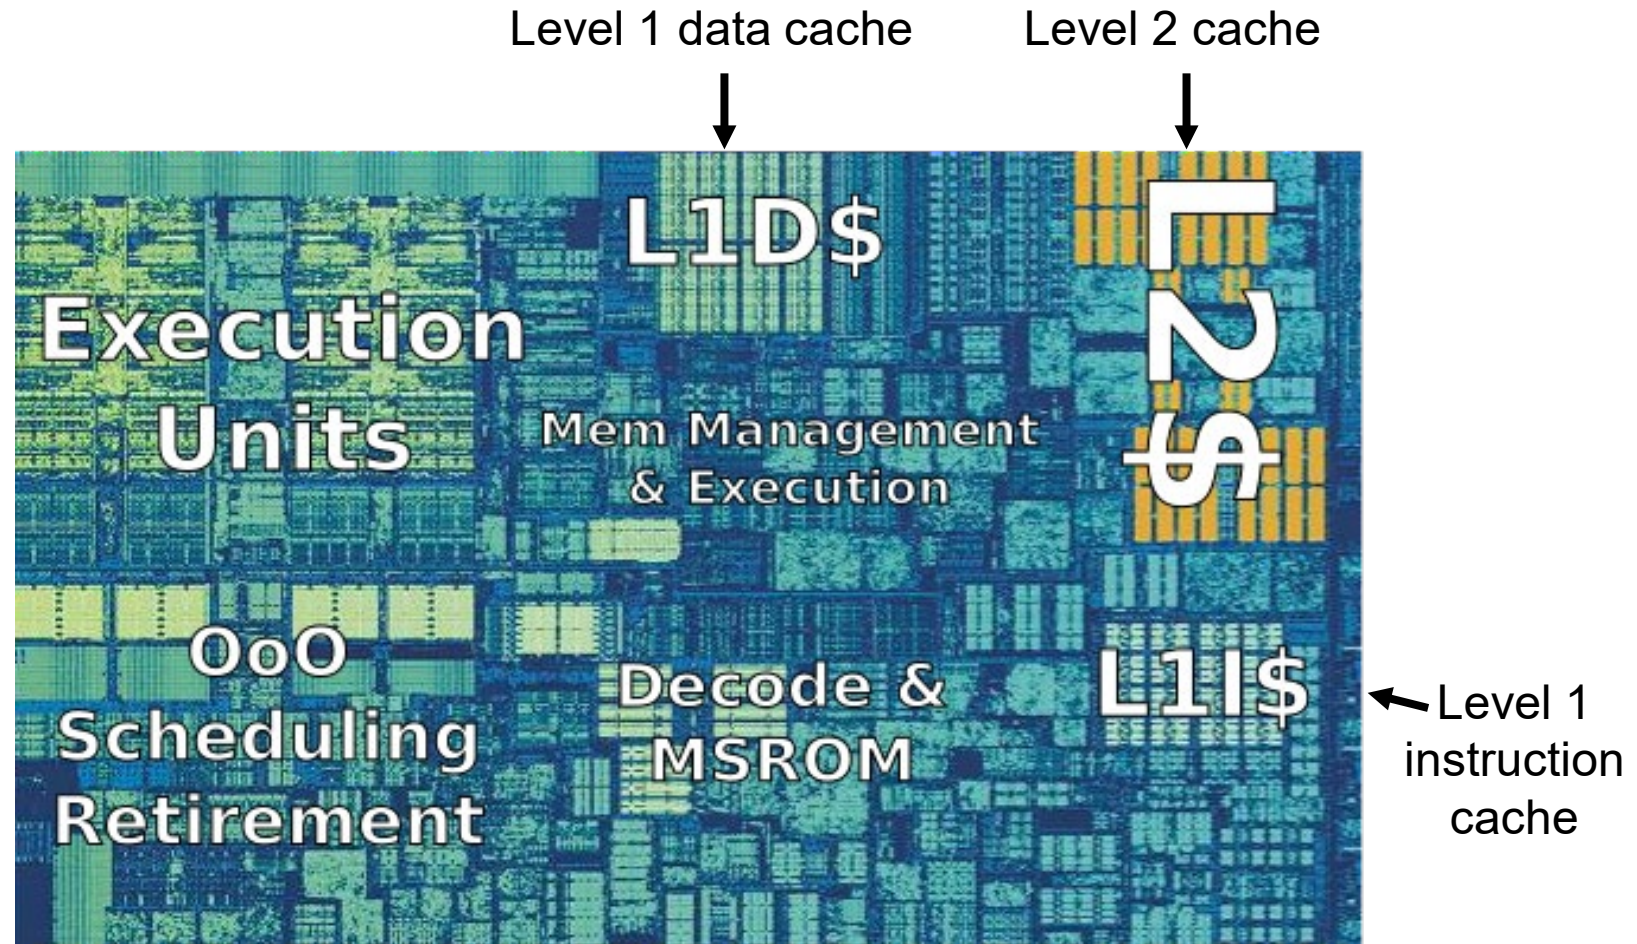 Level 1 data cache
Level 2 cache
L1D$
L2$
Execution
Units
Mem Management
& Execution
OoO
Scheduling
Retirement
Decode &
MSROM
L1I$
Level 1
instruction
cache